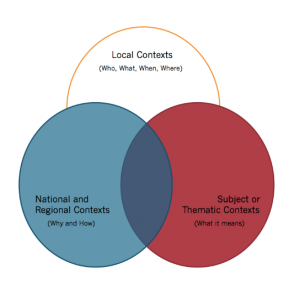 Local Contexts
(Who, What, When, Where)
National and
Regional Contexts
(Why and How)
Subject or
Thematic Contexts
(What it means)